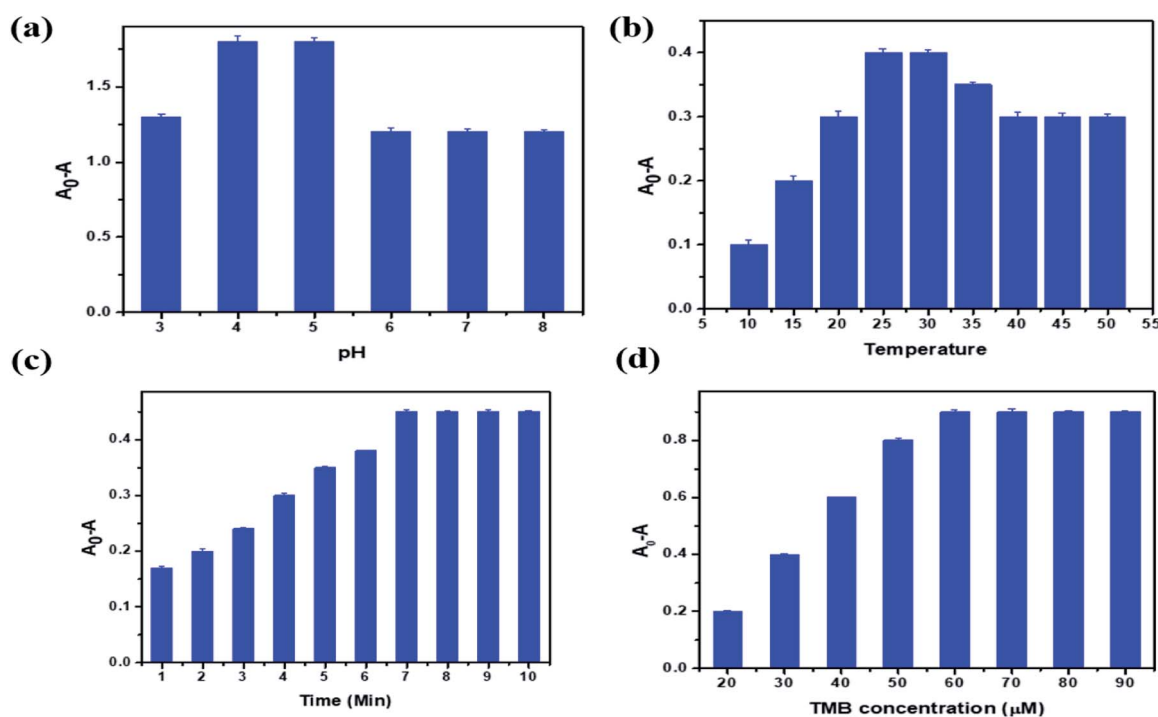 (a)
A₀-A
1.5
1.0
0.5
0.0
3 4 5 6 7 8
pH
(b)
A₀-A
0.4
0.3
0.2
0.1
0.0
5 10 15 20 25 30 35 40 45 50 55
Temperature
(c)
A₀-A
0.4
0.3
0.2
0.1
0.0
1 2 3 4 5 6 7 8 9 10
Time (Min)
(d)
A₀-A
0.8
0.6
0.4
0.2
0.0
20 30 40 50 60 70 80 90
TMB concentration (µM)